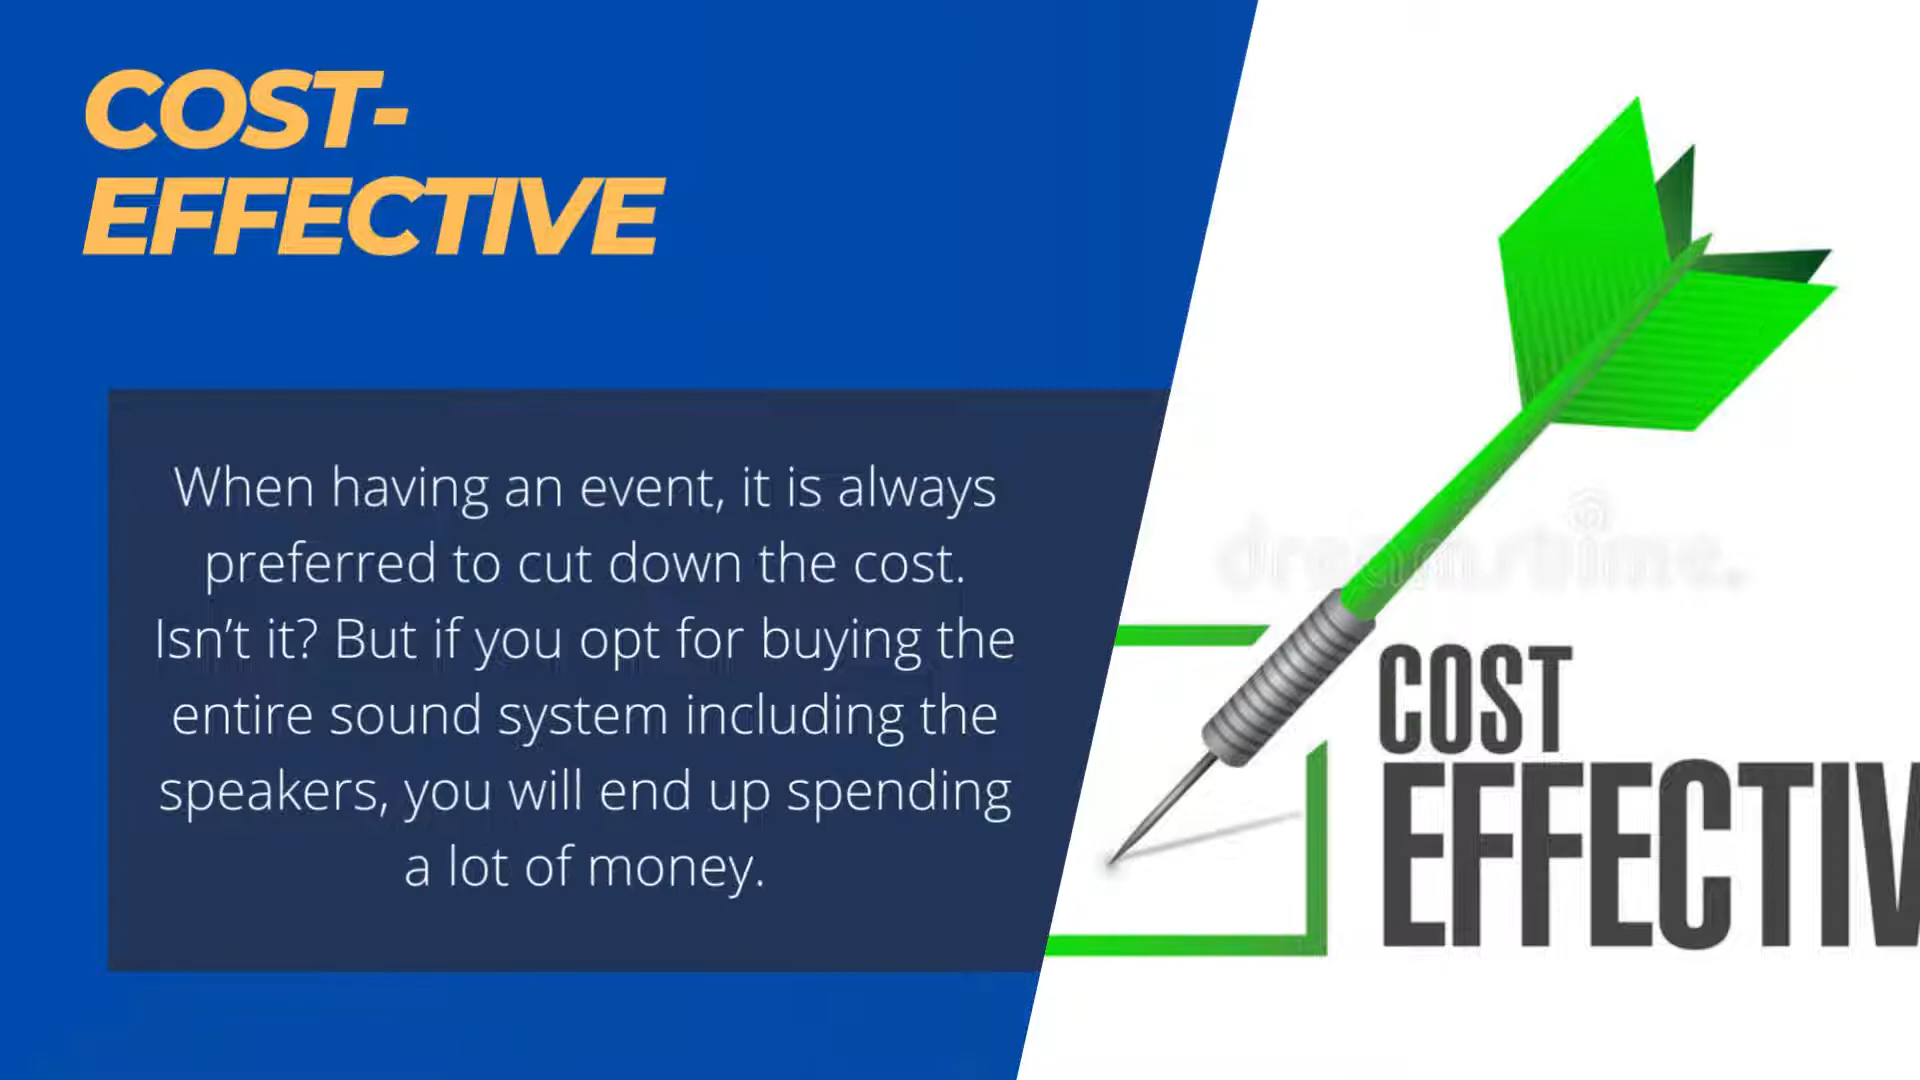 COST-
EFFECTIVE
When having an event, it is always
preferred to cut down the cost.
Isn’t it? But if you opt for buying the
entire sound system including the
speakers, you will end up spending
a lot of money.
dreamstime.
COST
EFFECTIV